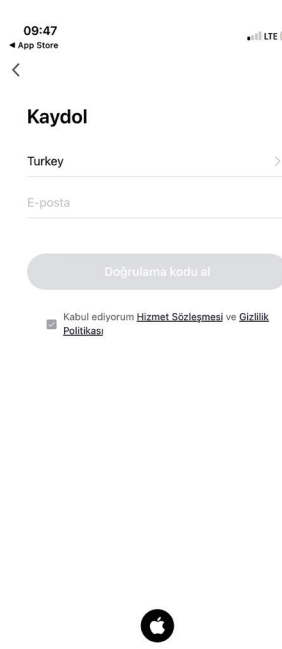 09:47
LTE
◀ App Store
Kaydol
Turkey
E-posta
Doğrulama kodu al
Kabul ediyorum Hizmet Sözleşmesi ve Gizlilik
Politikası